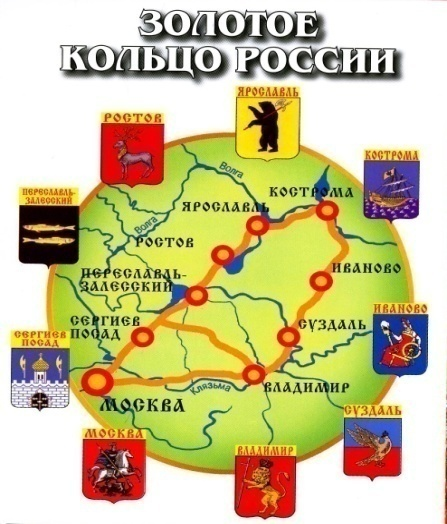 ЗОЛОТОЕ
КОЛЬЦО РОССИИ
ЯРОСЛАВЛЬ
РОСТОВ
КОСТРОМА
ПЕРЕСЛАВЛЬ-
ЗАЛЕССКИЙ
Волга
КОСТРОМА
ЯРОСЛАВЛЬ
Волга
РОСТОВ
ИВАНОВО
ПЕРЕСЛАВЛЬ-
ЗАЛЕССКИЙ
ИВАНОВО
СЕРГИЕВ
ПОСАД
СЕРГИЕВ
ПОСАД
СУЗДАЛЬ
Клязьма
ВЛАДИМИР
МОСКВА
СУЗДАЛЬ
МОСКВА
ВЛАДИМИР